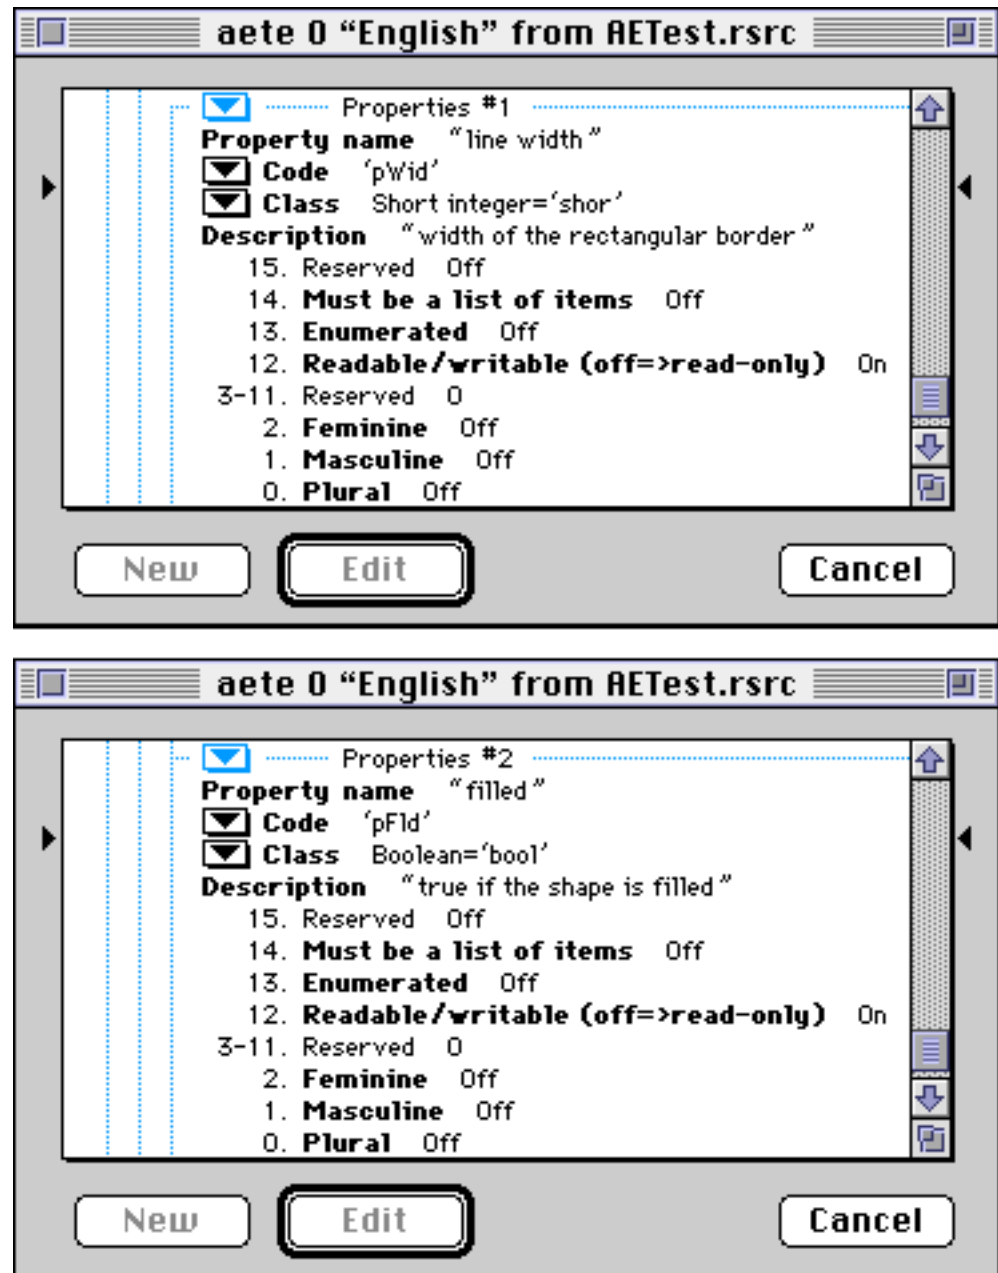 aete 0 “English” from AETest.rsrc
Properties #1
Property name “line width”
Code ‘pWid’
Class Short integer=‘shor’
Description “width of the rectangular border”
15. Reserved Off
14. Must be a list of items Off
13. Enumerated Off
12. Readable/writable (off=>read-only) On
3-11. Reserved 0
2. Feminine Off
1. Masculine Off
0. Plural Off
New Edit Cancel
aete 0 “English” from AETest.rsrc
Properties #2
Property name “filled”
Code ‘pFld’
Class Boolean=‘bool’
Description “true if the shape is filled”
15. Reserved Off
14. Must be a list of items Off
13. Enumerated Off
12. Readable/writable (off=>read-only) On
3-11. Reserved 0
2. Feminine Off
1. Masculine Off
0. Plural Off
New Edit Cancel